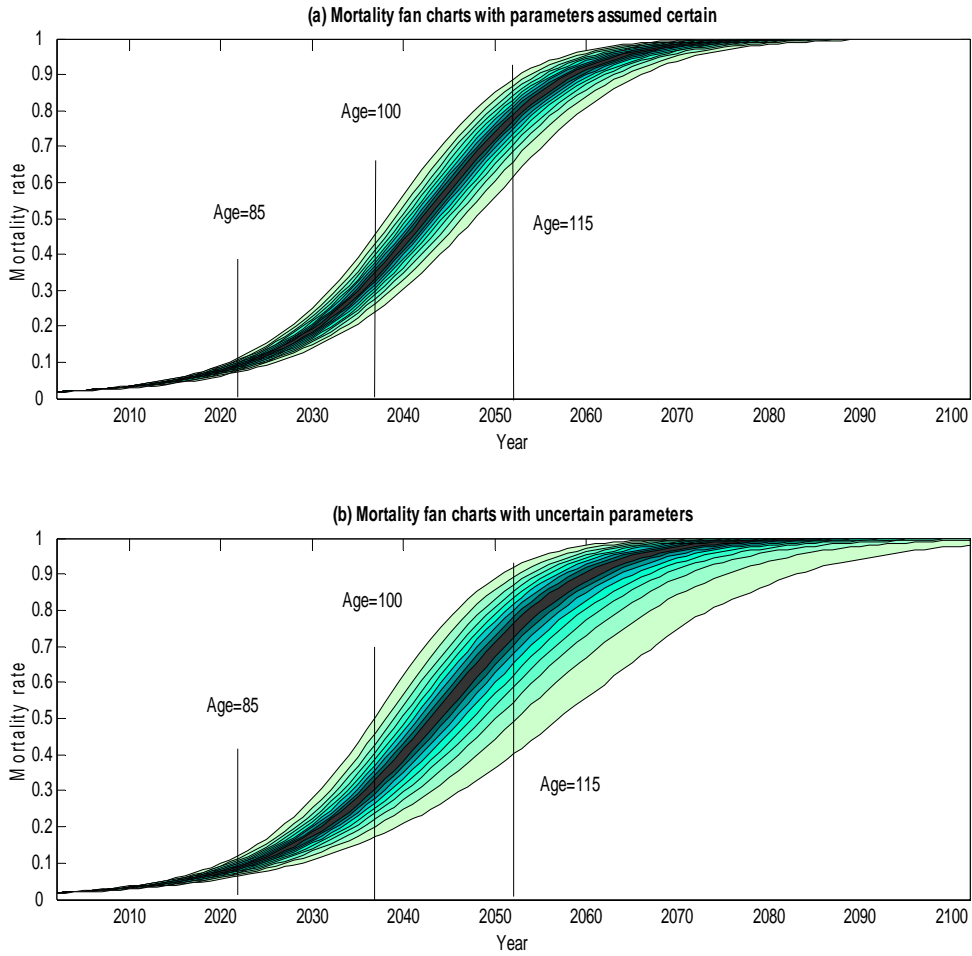 (a) Mortality fan charts with parameters assumed certain
1
0.9
0.8
0.7
0.6
0.5
0.4
0.3
0.2
0.1
0
Mortality rate
Age=85
Age=100
Age=115
2010 2020 2030 2040 2050 2060 2070 2080 2090 2100
Year
(b) Mortality fan charts with uncertain parameters
1
0.9
0.8
0.7
0.6
0.5
0.4
0.3
0.2
0.1
0
Mortality rate
Age=85
Age=100
Age=115
2010 2020 2030 2040 2050 2060 2070 2080 2090 2100
Year